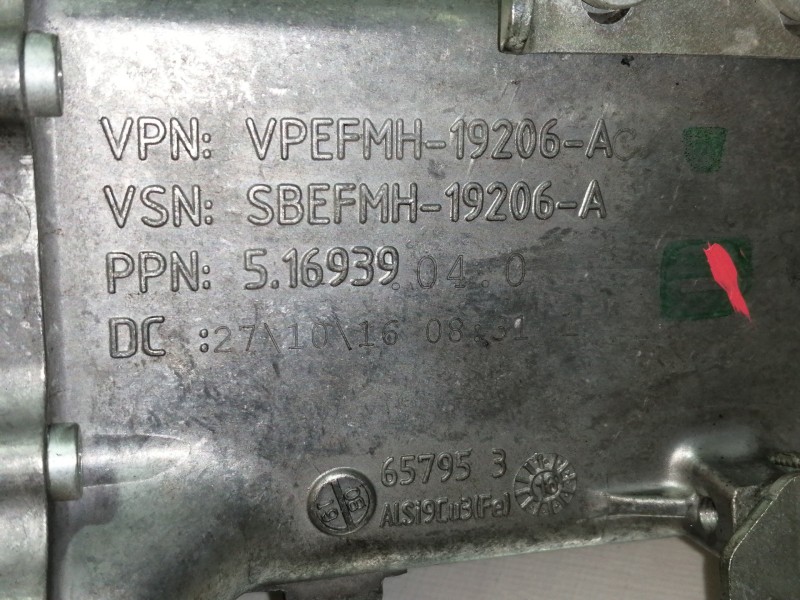 VPN: VPEFMH-19206-AC
VSN: SBEFMH-19206-A
PPN: 5.16939.04.0
DC :27\10\16 08:31
65795 3
ALSI9CU3(Fe)